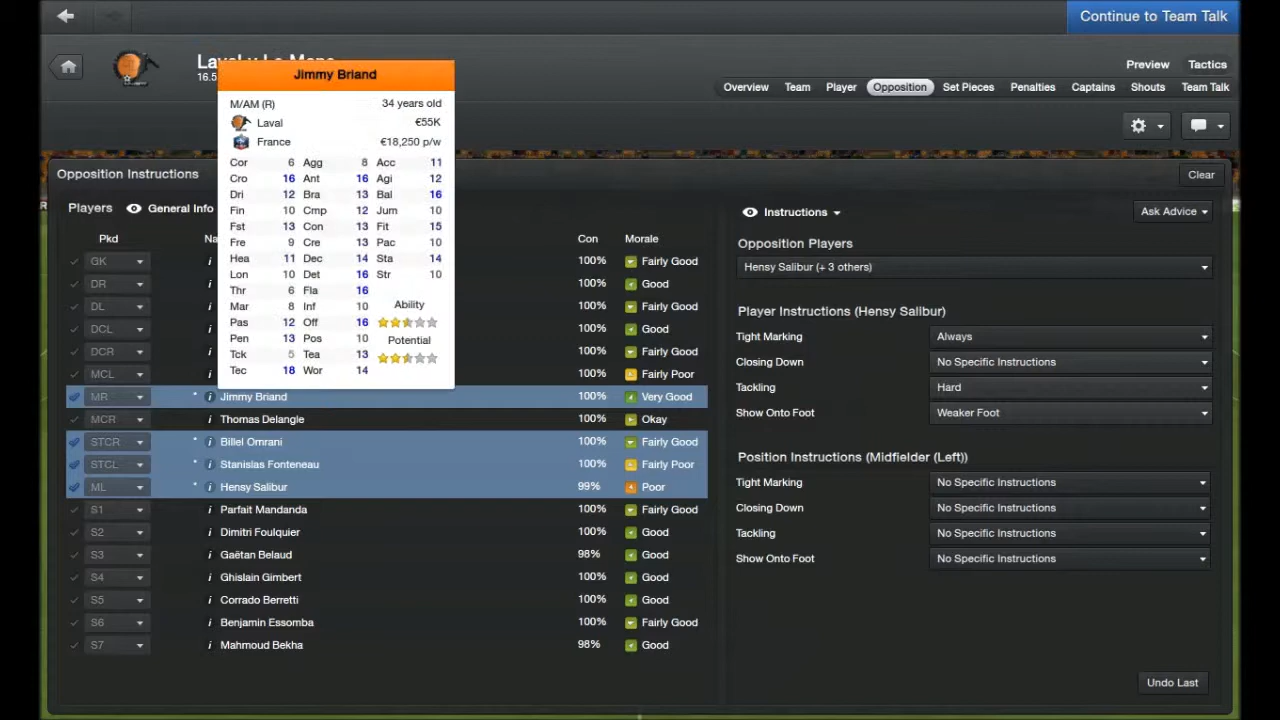 Continue to Team Talk
16.5
Preview Tactics
Overview Team Player Opposition Set Pieces Penalties Captains Shouts Team Talk
Jimmy Briand
M/AM (R) 34 years old
Laval €55K
France €18,250 p/w
Cor 6 Agg 8 Acc 11
Cro 16 Ant 16 Agi 12
Dri 12 Bra 13 Bal 16
Fin 10 Cmp 12 Jum 10
Fst 13 Con 13 Fit 15
Fre 9 Cre 13 Pac 10
Hea 11 Dec 14 Sta 14
Lon 10 Det 16 Str 10
Thr 6 Fla 16
Mar 8 Inf 10 Ability
Pas 12 Off 16
Pen 13 Pos 10 Potential
Tck 5 Tea 13
Tec 18 Wor 14
Opposition Instructions Clear
Players General Info
Pkd Na Con Morale
GK i 100% Fairly Good
DR i 100% Good
DL i 100% Fairly Good
DCL i 100% Good
DCR i 100% Fairly Good
MCL i 100% Fairly Poor
MR i Jimmy Briand 100% Very Good
MCR i Thomas Delangle 100% Okay
STCR i Billel Omrani 100% Fairly Good
STCL i Stanislas Fonteneau 100% Fairly Poor
ML i Hensy Salibur 99% Poor
S1 i Parfait Mandanda 100% Fairly Good
S2 i Dimitri Foulquier 100% Good
S3 i Gaëtan Belaud 98% Good
S4 i Ghislain Gimbert 100% Good
S5 i Corrado Berretti 100% Good
S6 i Benjamin Essomba 100% Fairly Good
S7 i Mahmoud Bekha 98% Good
Instructions Ask Advice
Opposition Players
Hensy Salibur (+ 3 others)
Player Instructions (Hensy Salibur)
Tight Marking Always
Closing Down No Specific Instructions
Tackling Hard
Show Onto Foot Weaker Foot
Position Instructions (Midfielder (Left))
Tight Marking No Specific Instructions
Closing Down No Specific Instructions
Tackling No Specific Instructions
Show Onto Foot No Specific Instructions
Undo Last